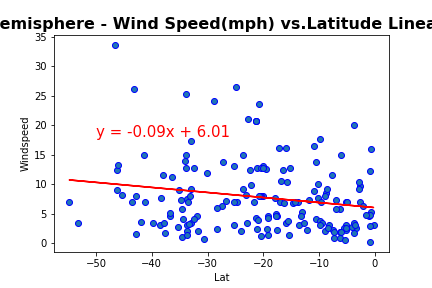 emisphere - Wind Speed(mph) vs.Latitude Linea
35
30
25
20
15
10
5
0
Windspeed
y = -0.09x + 6.01
−50 −40 −30 −20 −10 0
Lat